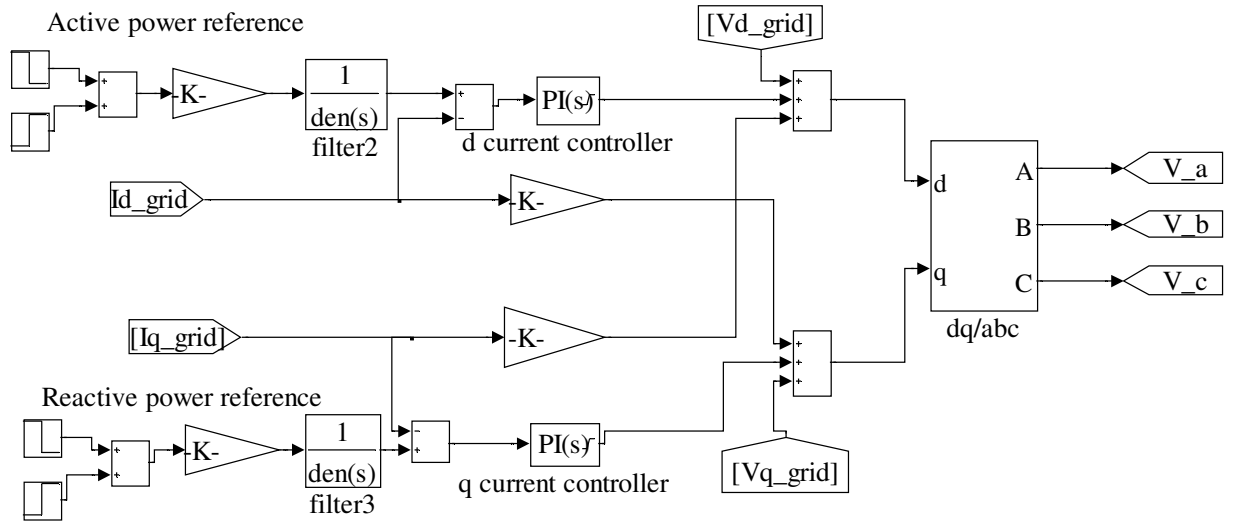 Active power reference
[Vd_grid]
-K-
1
den(s)
filter2
+
+
+
-
PI(s)
d current controller
+
+
+
Id_grid
-K-
d
q
A
B
C
dq/abc
V_a
V_b
V_c
[Iq_grid]
-K-
+
+
+
Reactive power reference
+
+
-K-
1
den(s)
filter3
-
+
PI(s)
q current controller
[Vq_grid]